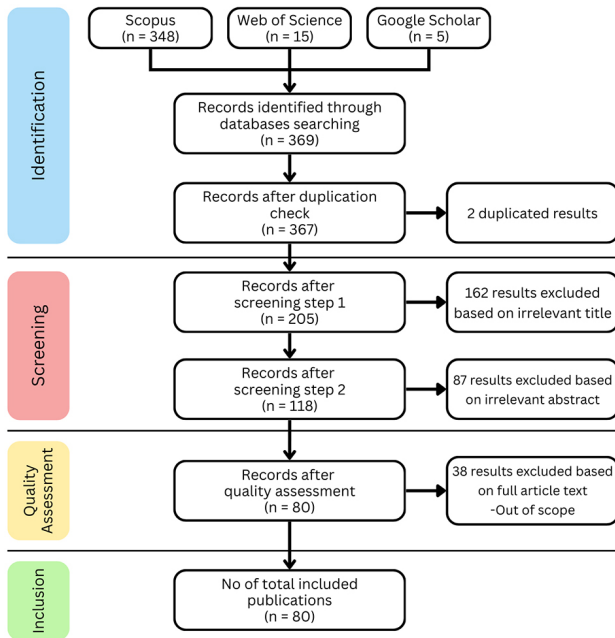 Scopus
(n = 348)
Web of Science
(n = 15)
Google Scholar
(n = 5)
Identification
Records identified through
databases searching
(n = 369)
Records after duplication
check
(n = 367)
2 duplicated results
Screening
Records after
screening step 1
(n = 205)
162 results excluded
based on irrelevant title
Records after
screening step 2
(n = 118)
87 results excluded based
on irrelevant abstract
Quality
Assessment
Records after
quality assessment
(n = 80)
38 results excluded based
on full article text
-Out of scope
Inclusion
No of total included
publications
(n = 80)